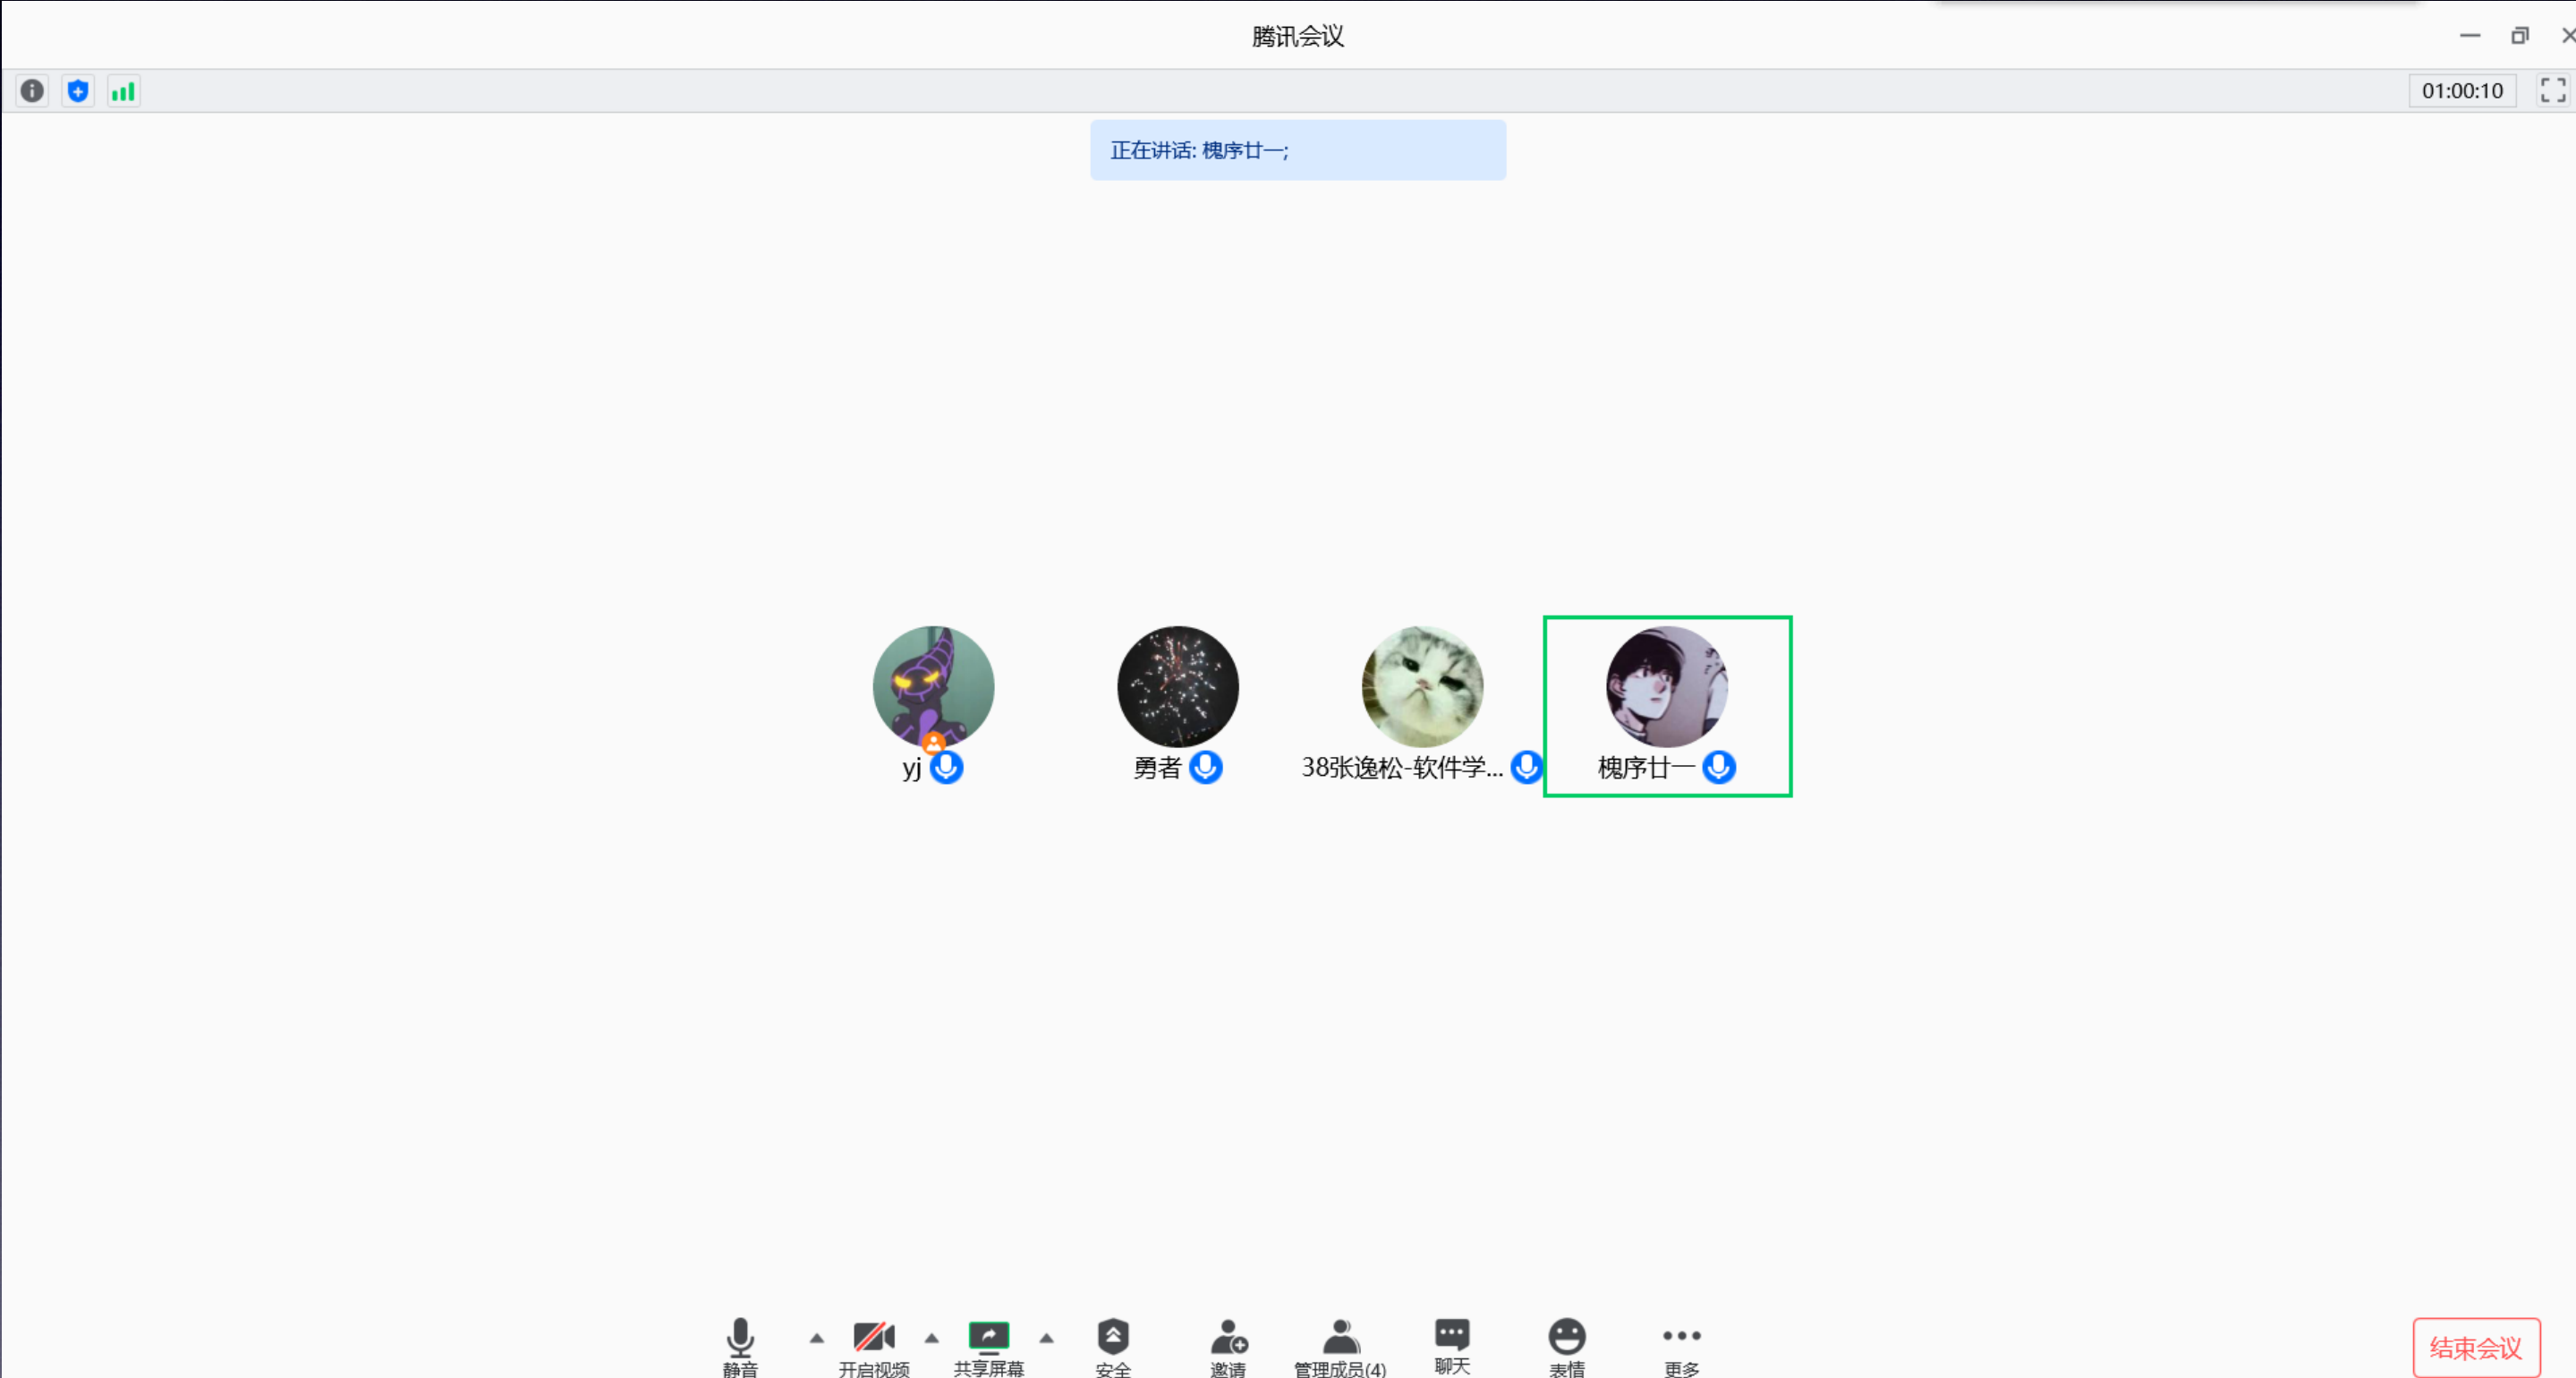 腾讯会议
01:00:10
正在讲话: 槐序廿一;
yj
勇者
38张逸松-软件学...
槐序廿一
静音
开启视频
共享屏幕
安全
邀请
管理成员(4)
聊天
表情
更多
结束会议